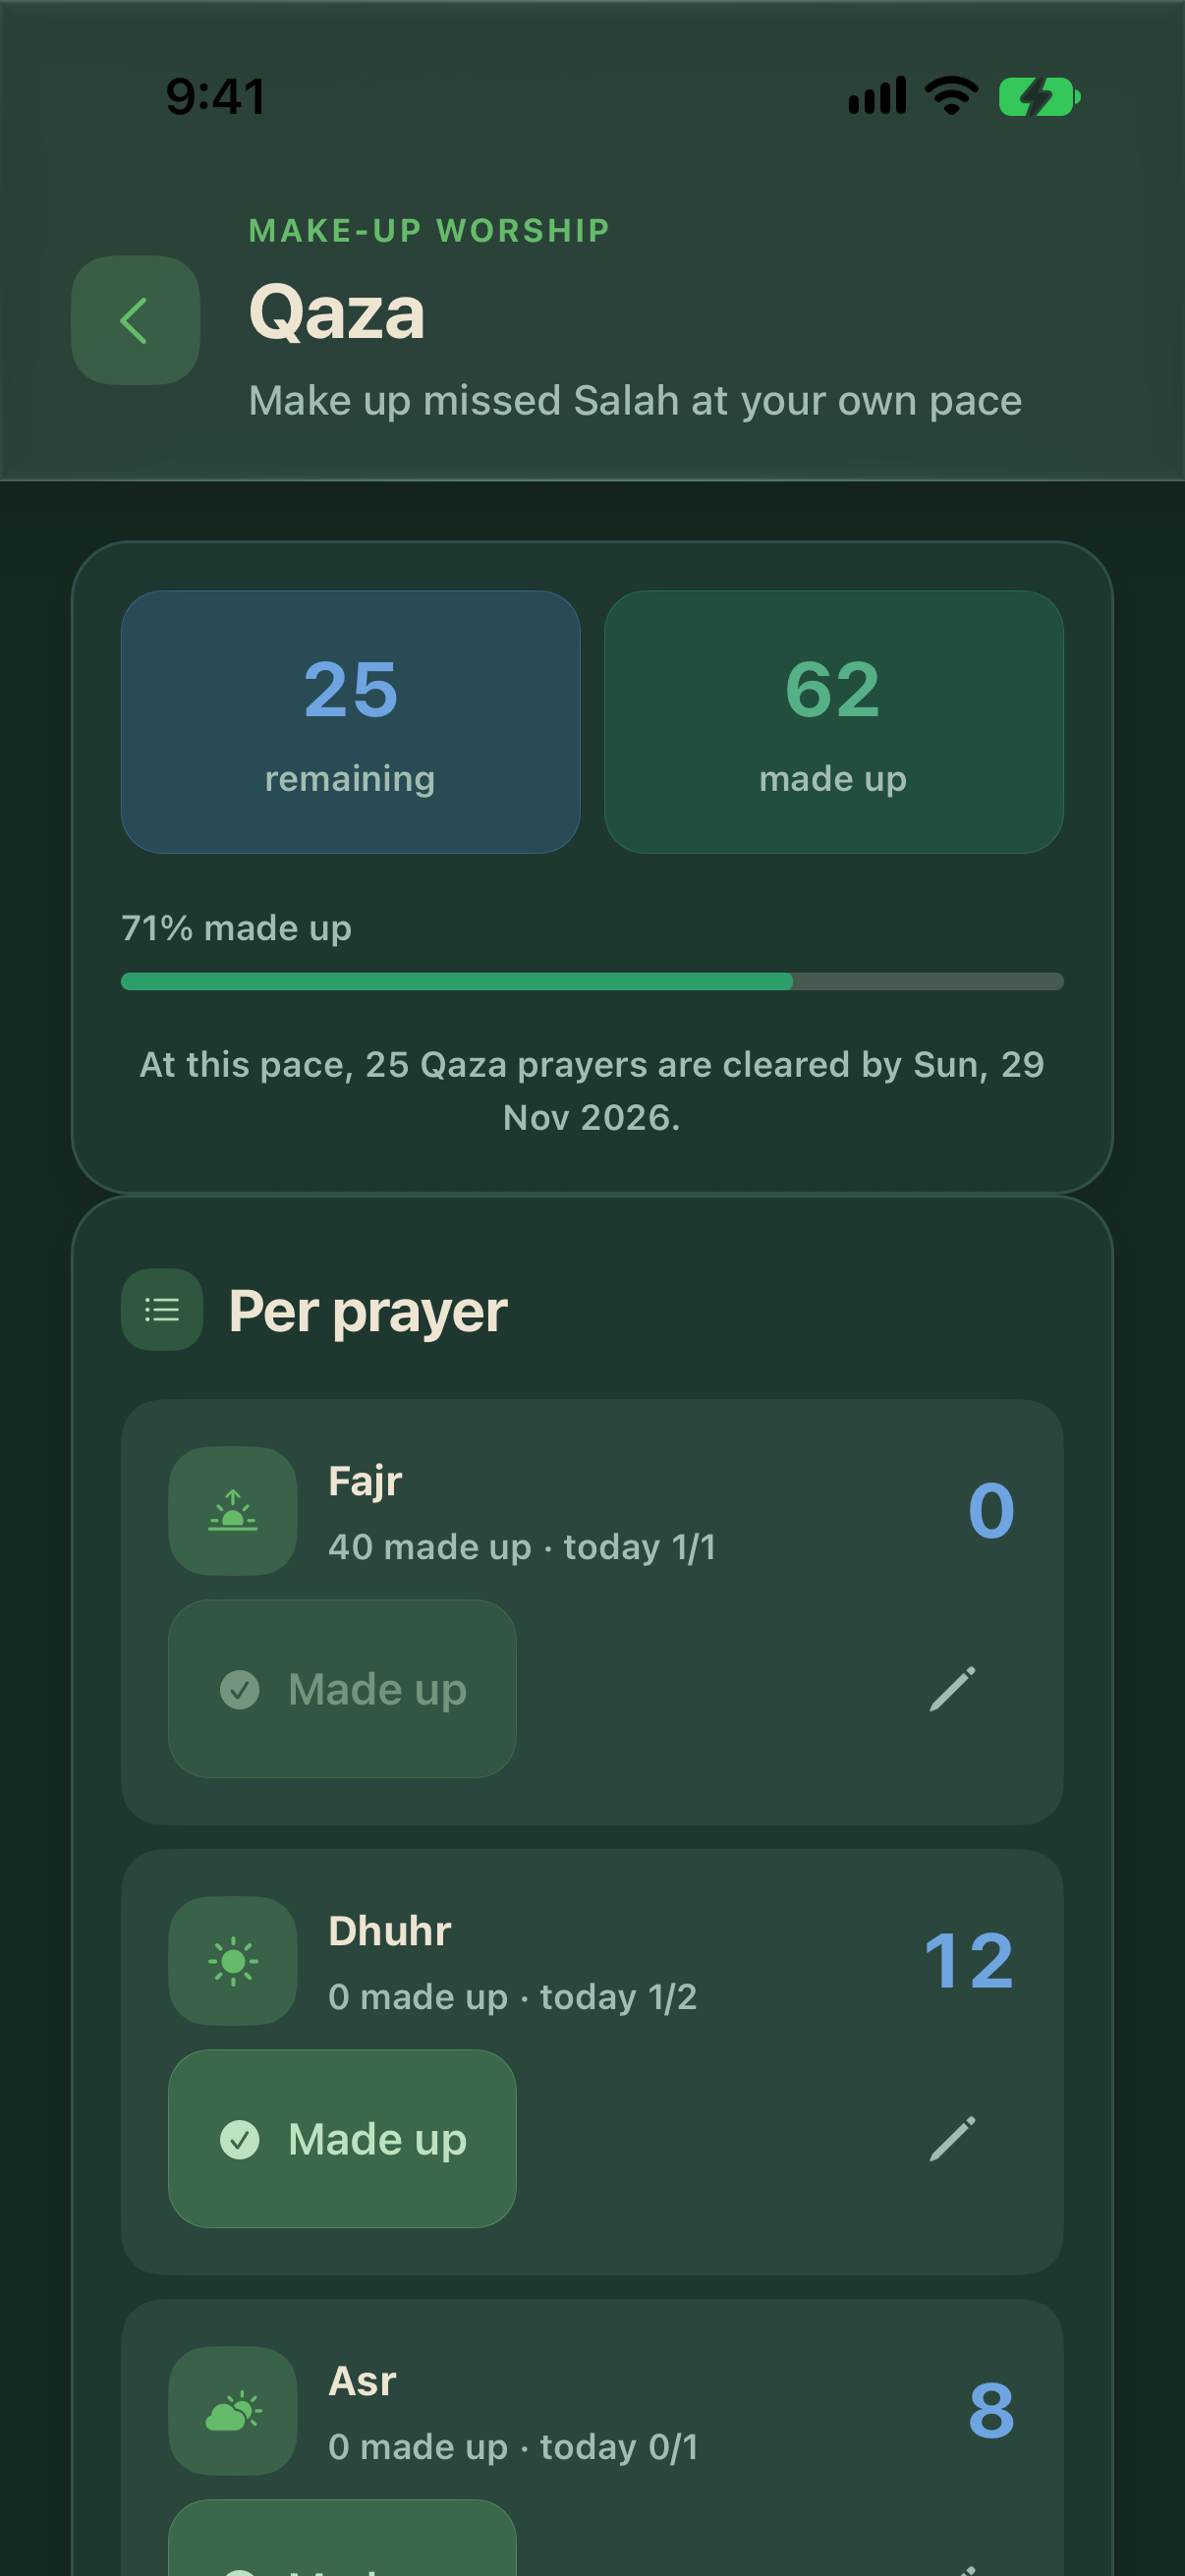 9:41
MAKE-UP WORSHIP
Qaza
Make up missed Salah at your own pace
25
remaining
62
made up
71% made up
At this pace, 25 Qaza prayers are cleared by Sun, 29
Nov 2026.
Per prayer
Fajr
40 made up · today 1/1
0
Made up
Dhuhr
0 made up · today 1/2
12
Made up
Asr
0 made up · today 0/1
8